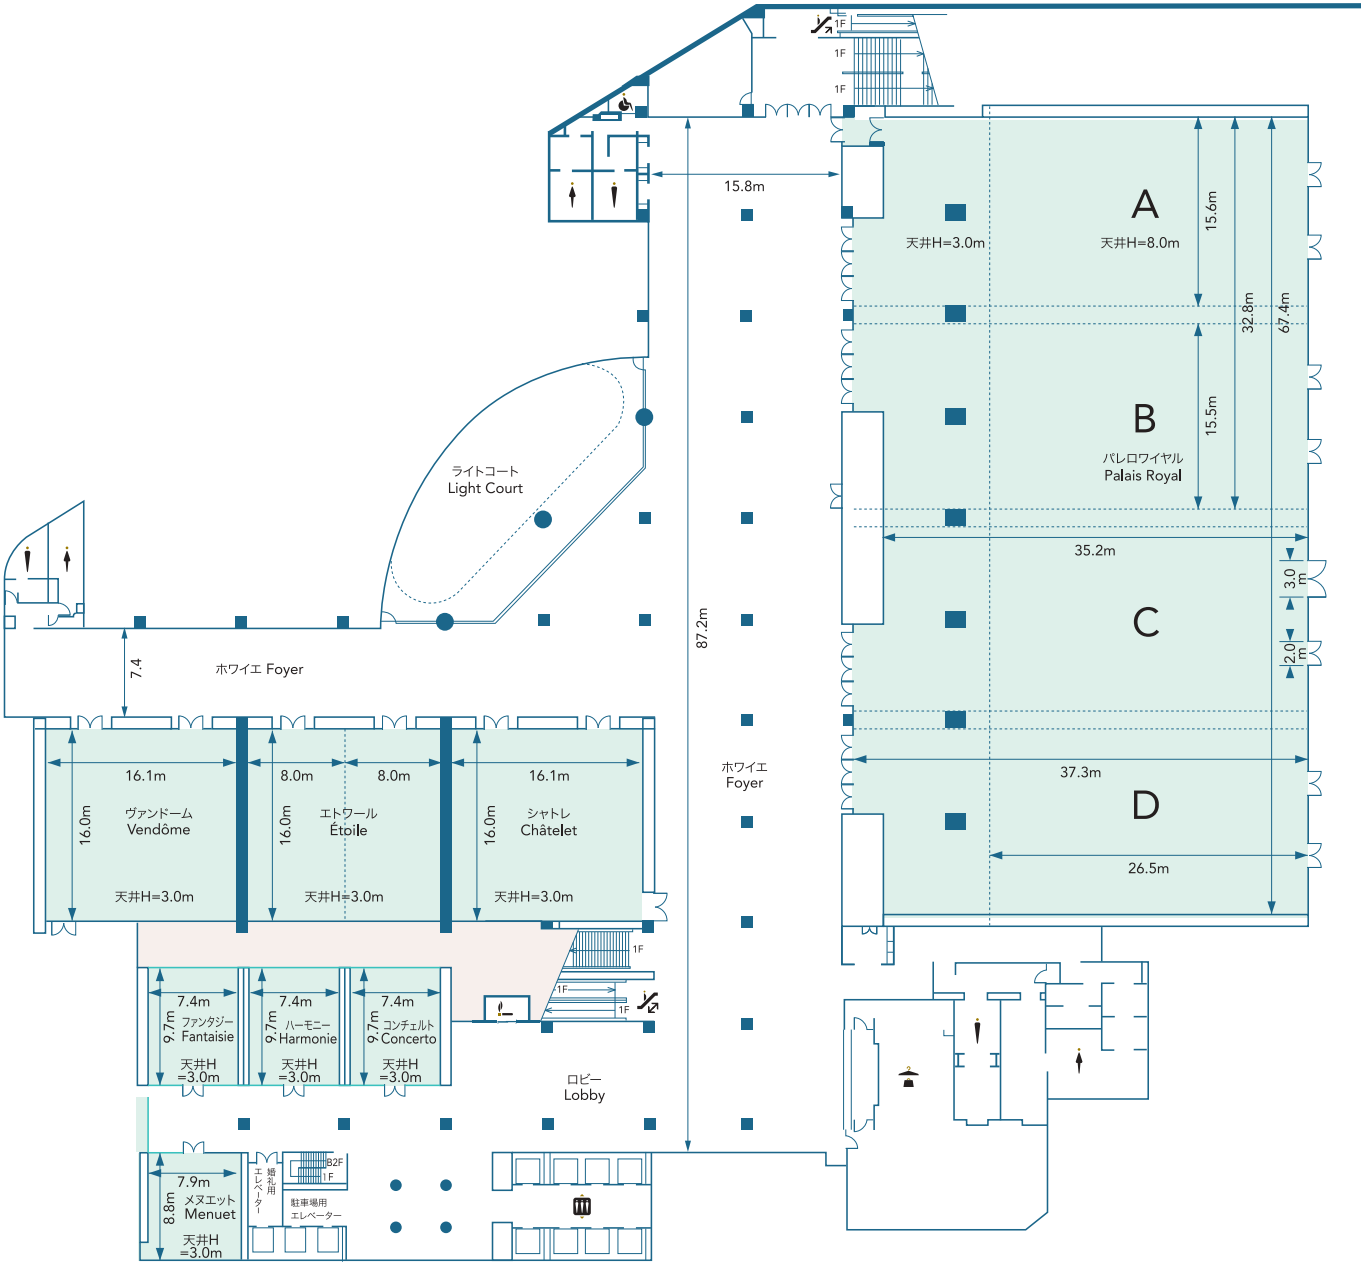 1F
1F
1F
15.8m
A
天井H=3.0m
天井H=8.0m
15.6m
32.8m
67.4m
B
パレロワイヤル
Palais Royal
15.5m
ライトコート
Light Court
35.2m
3.0
m
C
2.0
m
87.2m
7.4
ホワイエ Foyer
ホワイエ
Foyer
37.3m
D
26.5m
16.1m
8.0m
8.0m
16.1m
16.0m
ヴァンドーム
Vendôme
天井H=3.0m
16.0m
エトワール
Étoile
天井H=3.0m
16.0m
シャトレ
Châtelet
天井H=3.0m
1F
1F
1F
7.4m
9.7m
ファンタジー
Fantaisie
天井H
=3.0m
7.4m
9.7m
ハーモニー
Harmonie
天井H
=3.0m
7.4m
9.7m
コンチェルト
Concerto
天井H
=3.0m
ロビー
Lobby
7.9m
8.8m
メヌエット
Menuet
天井H
=3.0m
婚礼用
エレベーター
B2F
1F
駐車場用
エレベーター